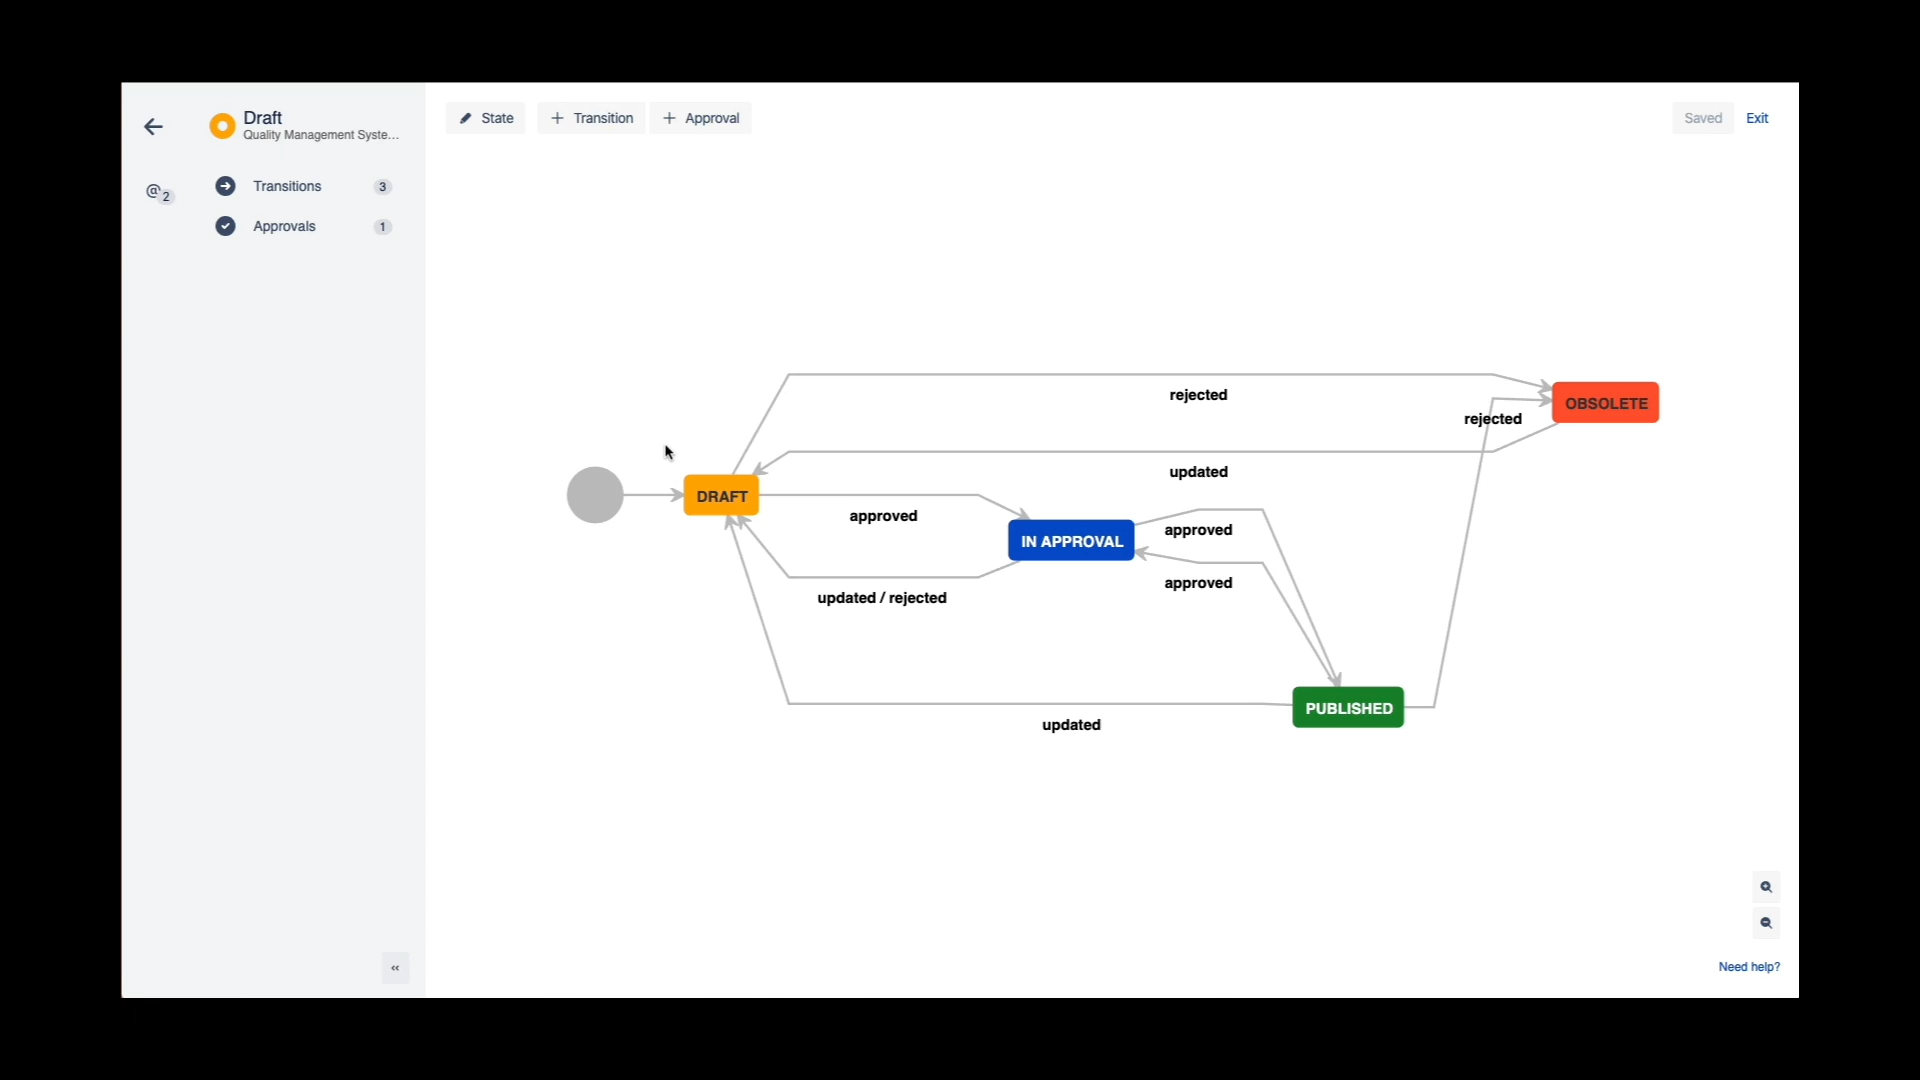 Draft
Quality Management Syste...
State
Transition
Approval
Saved
Exit
@ 2
Transitions 3
Approvals 1
rejected
OBSOLETE
rejected
updated
DRAFT
approved
IN APPROVAL
approved
approved
updated / rejected
PUBLISHED
updated
Need help?